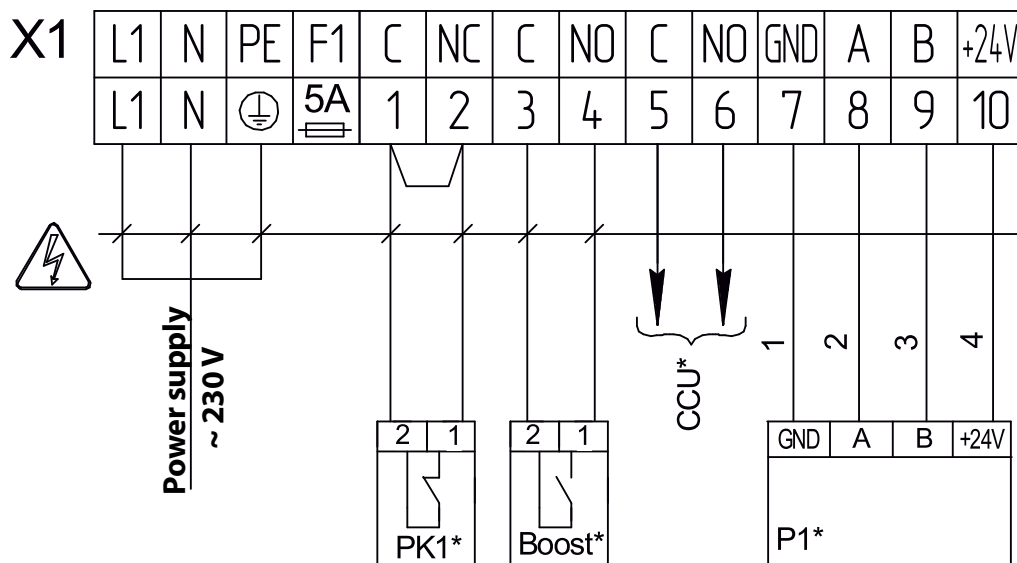 X1 L1 N PE F1 C NC C NO C NO GND A B +24V
L1 N 5A 1 2 3 4 5 6 7 8 9 10
Power supply
~ 230 V
CCU*
1 2 3 4
2 1
PK1*
2 1
Boost*
GND A B +24V
P1*